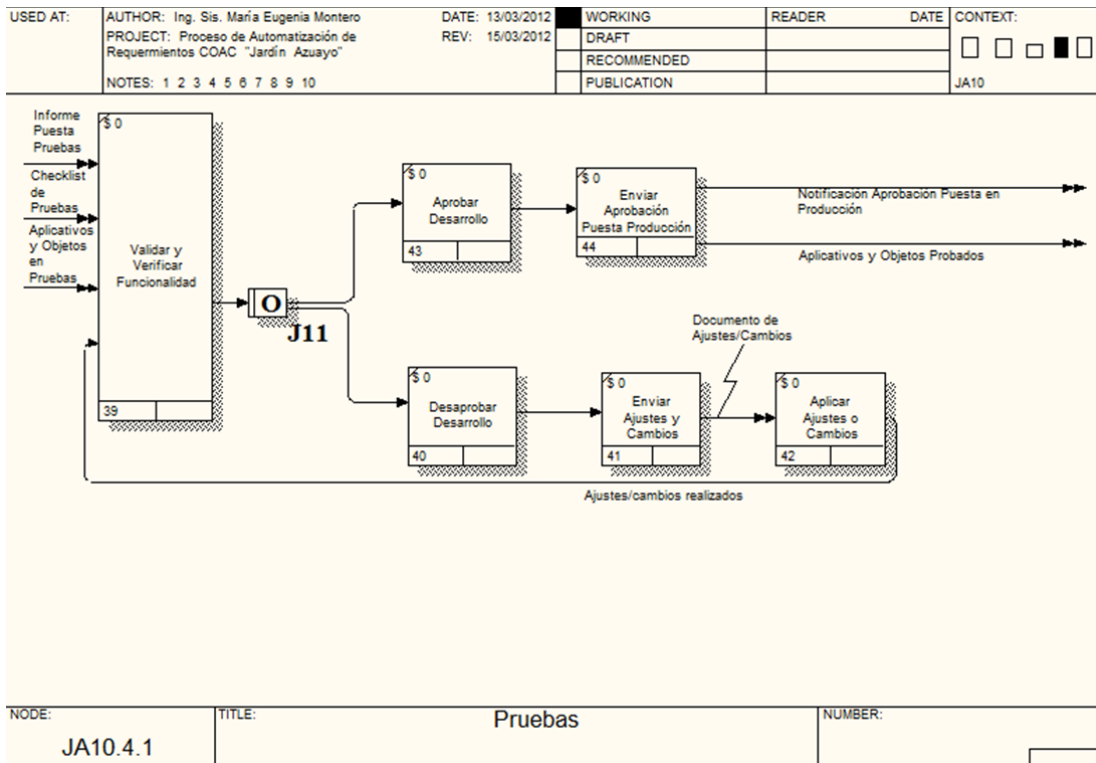 USED AT:
AUTHOR: Ing. Sis. María Eugenia Montero
DATE: 13/03/2012
PROJECT: Proceso de Automatización de
Requermientos COAC "Jardín Azuayo"
REV: 15/03/2012
NOTES: 1 2 3 4 5 6 7 8 9 10
WORKING
DRAFT
RECOMMENDED
PUBLICATION
READER
DATE
CONTEXT:
JA10
Informe
Puesta
Pruebas
Checklist
de
Pruebas
Aplicativos
y Objetos
en
Pruebas
$ 0
Validar y
Verificar
Funcionalidad
39
O
J11
$ 0
Aprobar
Desarrollo
43
$ 0
Enviar
Aprobación
Puesta Producción
44
Notificación Aprobación Puesta en
Producción
Aplicativos y Objetos Probados
$ 0
Desaprobar
Desarrollo
40
$ 0
Enviar
Ajustes y
Cambios
41
Documento de
Ajustes/Cambios
$ 0
Aplicar
Ajustes o
Cambios
42
Ajustes/cambios realizados
NODE:
JA10.4.1
TITLE:
Pruebas
NUMBER: